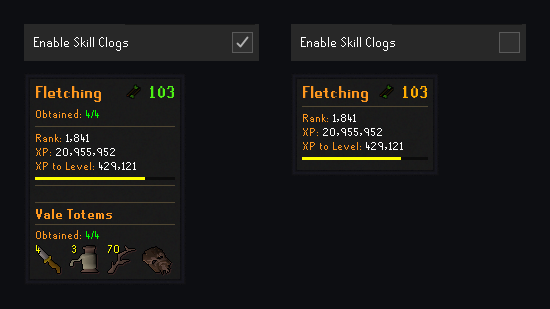 Enable Skill Clogs
Fletching 103
Obtained: 4/4
Rank: 1,841
XP: 20,955,952
XP to Level: 429,121
Vale Totems
Obtained: 4/4
4 3 70
Enable Skill Clogs
Fletching 103
Rank: 1,841
XP: 20,955,952
XP to Level: 429,121